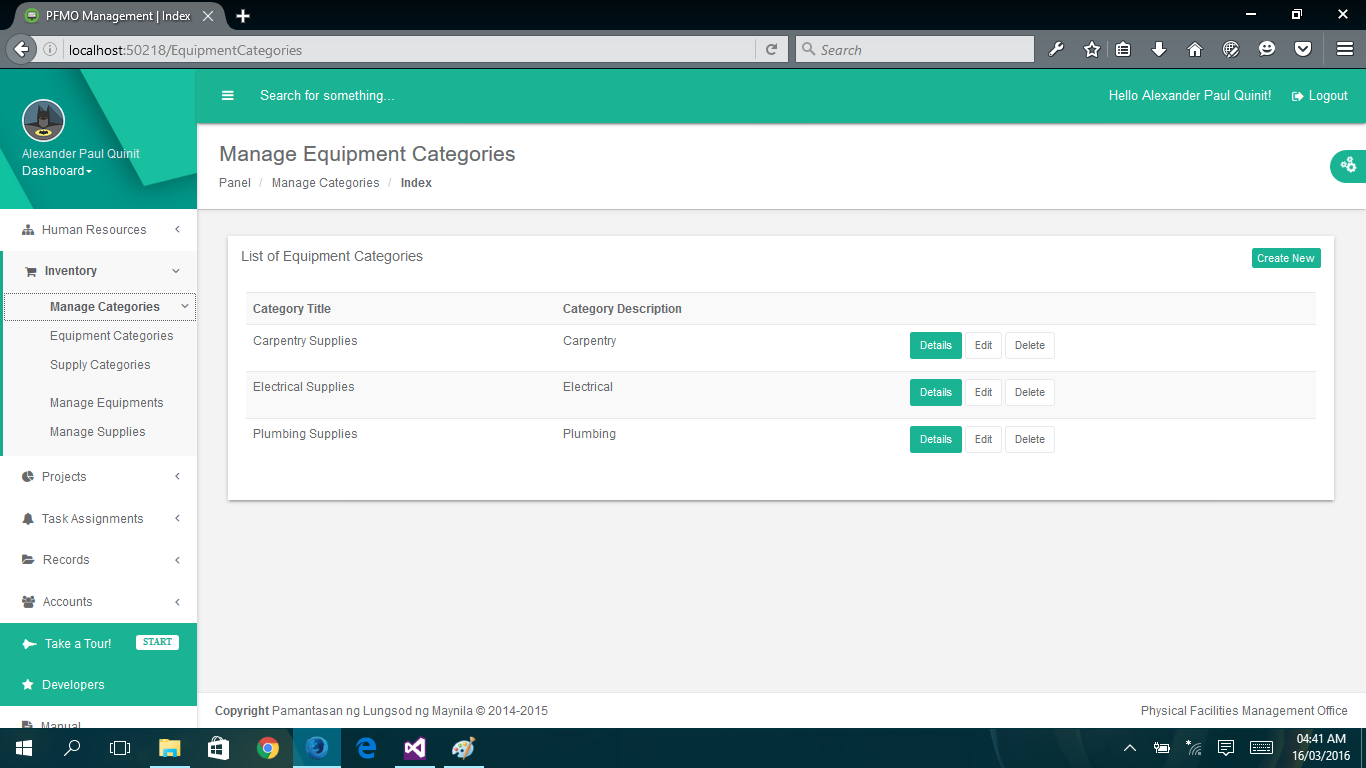 PFMO Management | Index
localhost:50218/EquipmentCategories
Search
Search for something...
Hello Alexander Paul Quinit!
Logout
Alexander Paul Quinit
Dashboard
Manage Equipment Categories
Panel / Manage Categories / Index
Human Resources
Inventory
Manage Categories
Equipment Categories
Supply Categories
Manage Equipments
Manage Supplies
Projects
Task Assignments
Records
Accounts
Take a Tour! START
Developers
Manual
List of Equipment Categories
Create New
Category Title Category Description
Carpentry Supplies Carpentry Details Edit Delete
Electrical Supplies Electrical Details Edit Delete
Plumbing Supplies Plumbing Details Edit Delete
Copyright Pamantasan ng Lungsod ng Maynila © 2014-2015
Physical Facilities Management Office
04:41 AM
16/03/2016